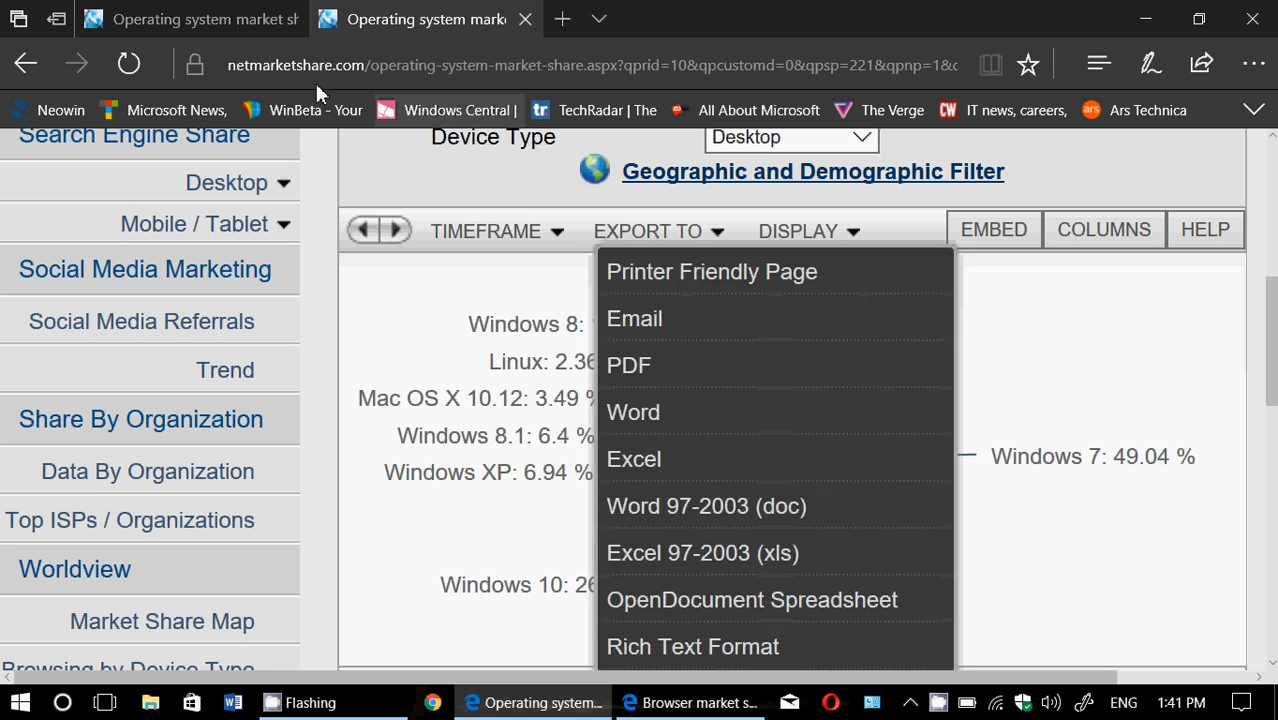 Operating system market sh
Operating system marke
netmarketshare.com/operating-system-market-share.aspx?qprid=10&qpcustomd=0&qpsp=221&qpnp=1&c
Neowin
Microsoft News,
WinBeta - Your
Windows Central |
TechRadar | The
All About Microsoft
The Verge
IT news, careers,
Ars Technica
Search Engine Share
Desktop
Mobile / Tablet
Social Media Marketing
Social Media Referrals
Trend
Share By Organization
Data By Organization
Top ISPs / Organizations
Worldview
Market Share Map
Browsing by Device Type
Device Type
Desktop
Geographic and Demographic Filter
TIMEFRAME
EXPORT TO
DISPLAY
EMBED
COLUMNS
HELP
Printer Friendly Page
Email
PDF
Word
Excel
Word 97-2003 (doc)
Excel 97-2003 (xls)
OpenDocument Spreadsheet
Rich Text Format
Windows 8:
Linux: 2.36
Mac OS X 10.12: 3.49 %
Windows 8.1: 6.4 %
Windows XP: 6.94 %
Windows 10: 26
Windows 7: 49.04 %
Flashing
Operating system...
Browser market s...
ENG
1:41 PM